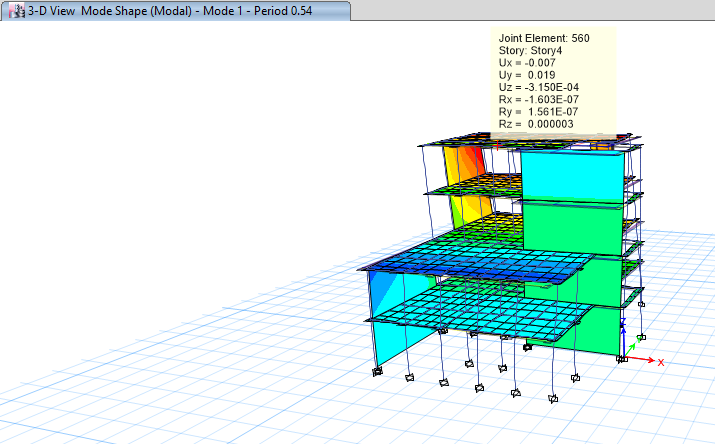 3-D View  Mode Shape (Modal) - Mode 1 - Period 0.54
Joint Element: 560
Story: Story4
Ux = -0.007
Uy =  0.019
Uz = -3.150E-04
Rx = -1.603E-07
Ry =  1.561E-07
Rz =  0.000003
Z
X